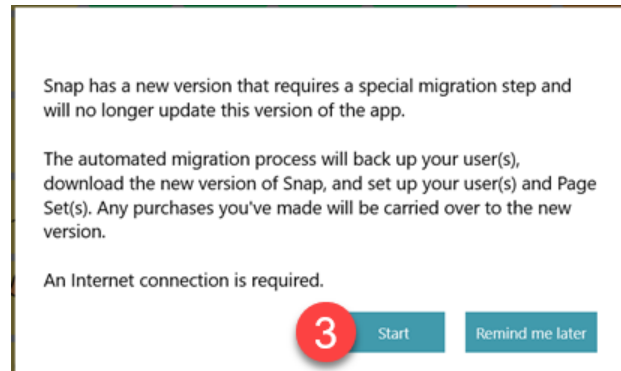 Snap has a new version that requires a special migration step and
will no longer update this version of the app.
The automated migration process will back up your user(s),
download the new version of Snap, and set up your user(s) and Page
Set(s). Any purchases you've made will be carried over to the new
version.
An Internet connection is required.
3 Start Remind me later